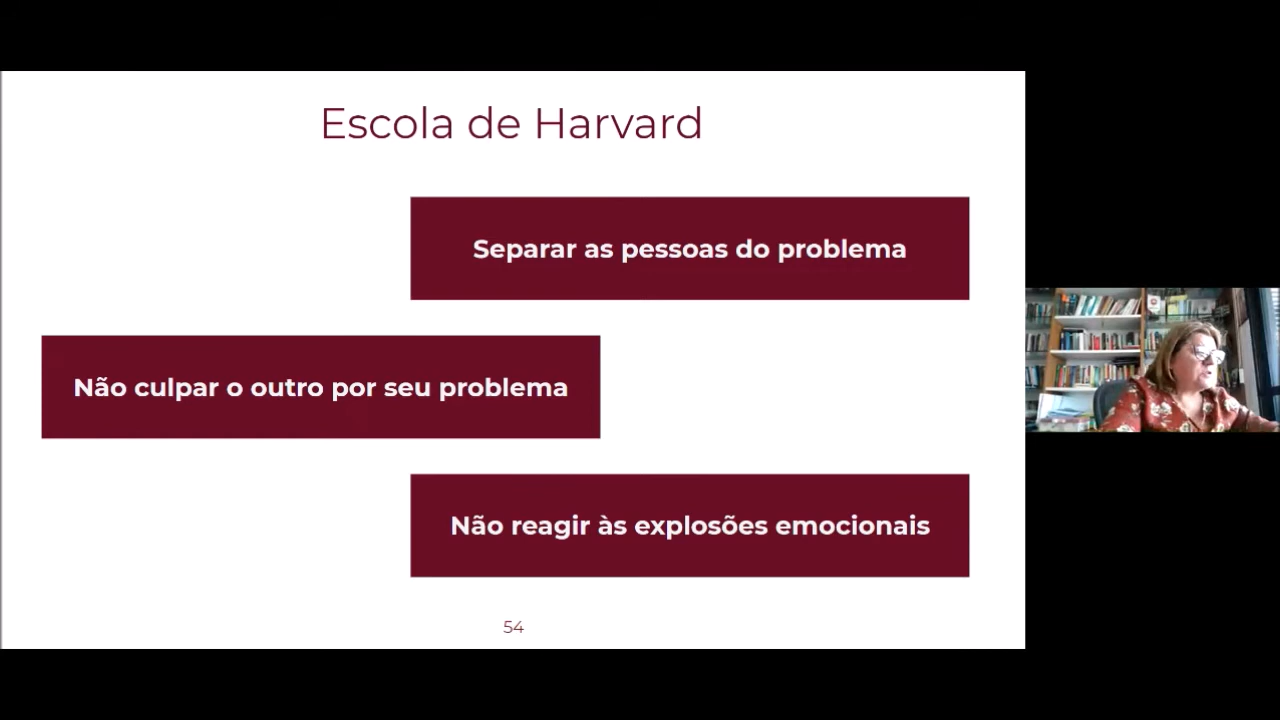 Escola de Harvard
Separar as pessoas do problema
Não culpar o outro por seu problema
Não reagir às explosões emocionais
54